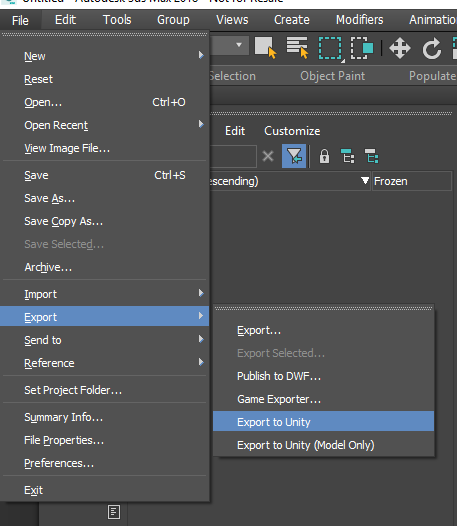 Untitled - Autodesk 3ds Max 2018 - Not for Resale
File Edit Tools Group Views Create Modifiers Animation
Selection Object Paint Populate
New
Reset
Open... Ctrl+O
Open Recent
View Image File...
Save Ctrl+S
Save As...
Save Copy As...
Save Selected...
Archive...
Import
Export
Send to
Reference
Set Project Folder...
Summary Info...
File Properties...
Preferences...
Exit
Edit Customize
escending) Frozen
Export...
Export Selected...
Publish to DWF...
Game Exporter...
Export to Unity
Export to Unity (Model Only)